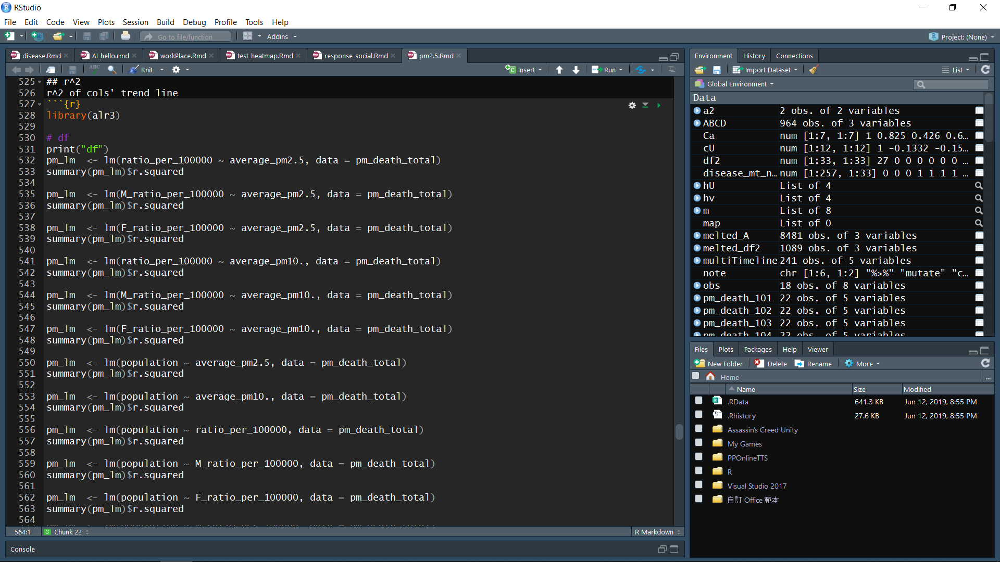 RStudio
File Edit Code View Plots Session Build Debug Profile Tools Help
Go to file/function Addins Project: (None)
disease.Rmd AI_hello.rmd workPlace.Rmd test_heatmap.Rmd response_social.Rmd pm2.5.Rmd
ABC Knit Insert Run
525 ## r^2
526 r^2 of cols' trend line
527 ```{r}
528 library(alr3)
529
530 # df
531 print("df")
532 pm_lm <- lm(ratio_per_100000 ~ average_pm2.5, data = pm_death_total)
533 summary(pm_lm)$r.squared
534
535 pm_lm <- lm(M_ratio_per_100000 ~ average_pm2.5, data = pm_death_total)
536 summary(pm_lm)$r.squared
537
538 pm_lm <- lm(F_ratio_per_100000 ~ average_pm2.5, data = pm_death_total)
539 summary(pm_lm)$r.squared
540
541 pm_lm <- lm(ratio_per_100000 ~ average_pm10., data = pm_death_total)
542 summary(pm_lm)$r.squared
543
544 pm_lm <- lm(M_ratio_per_100000 ~ average_pm10., data = pm_death_total)
545 summary(pm_lm)$r.squared
546
547 pm_lm <- lm(F_ratio_per_100000 ~ average_pm10., data = pm_death_total)
548 summary(pm_lm)$r.squared
549
550 pm_lm <- lm(population ~ average_pm2.5, data = pm_death_total)
551 summary(pm_lm)$r.squared
552
553 pm_lm <- lm(population ~ average_pm10., data = pm_death_total)
554 summary(pm_lm)$r.squared
555
556 pm_lm <- lm(population ~ ratio_per_100000, data = pm_death_total)
557 summary(pm_lm)$r.squared
558
559 pm_lm <- lm(population ~ M_ratio_per_100000, data = pm_death_total)
560 summary(pm_lm)$r.squared
561
562 pm_lm <- lm(population ~ F_ratio_per_100000, data = pm_death_total)
563 summary(pm_lm)$r.squared
564
564:1 C Chunk 22 R Markdown
Console
Environment History Connections
Import Dataset List
Global Environment
Data
a2 2 obs. of 2 variables
ABCD 964 obs. of 3 variables
Ca num [1:7, 1:7] 1 0.825 0.426 0.6…
cU num [1:12, 1:12] 1 -0.1332 -0.15…
df2 num [1:33, 1:33] 27 0 0 0 0 0 0 …
disease_mt_n… num [1:257, 1:33] 0 0 0 1 1 1 1 …
hU List of 4
hv List of 4
m List of 8
map List of 0
melted_A 8481 obs. of 3 variables
melted_df2 1089 obs. of 3 variables
multiTimeline 241 obs. of 5 variables
note chr [1:6, 1:2] "%>%" "mutate" "c…
obs 18 obs. of 8 variables
pm_death_101 22 obs. of 5 variables
pm_death_102 22 obs. of 5 variables
pm_death_103 22 obs. of 5 variables
pm_death_104 22 obs. of 5 variables
Files Plots Packages Help Viewer
New Folder Delete Rename More
Home ...
Name Size Modified
.RData 641.3 KB Jun 12, 2019, 8:55 PM
.Rhistory 27.6 KB Jun 12, 2019, 8:55 PM
Assassin's Creed Unity
My Games
PPOnlineTTS
R
Visual Studio 2017
自訂 Office 範本